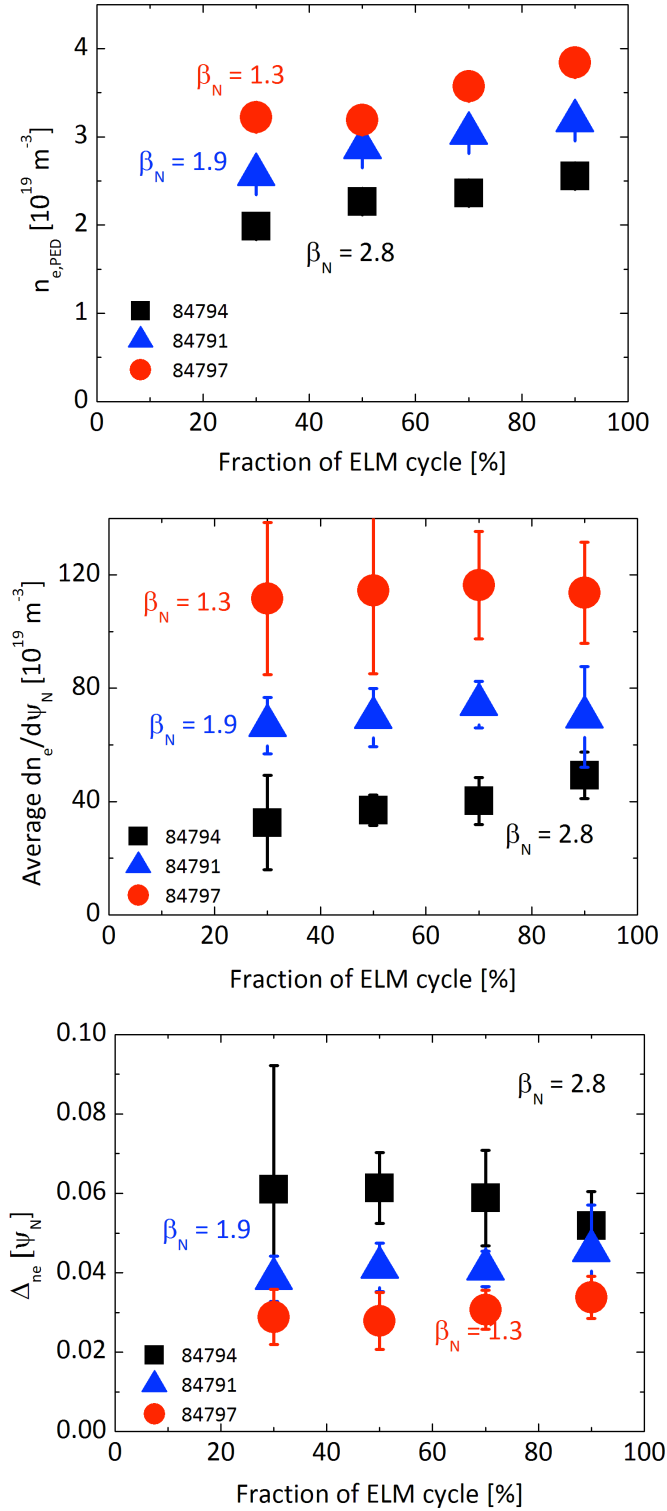 4
3
2
1
0
n_e,PED [10^19 m^-3]
β_N = 1.3
β_N = 1.9
β_N = 2.8
84794
84791
84797
0 20 40 60 80 100
Fraction of ELM cycle [%]
120
80
40
0
Average dn_e/dψ_N [10^19 m^-3]
β_N = 1.3
β_N = 1.9
β_N = 2.8
84794
84791
84797
0 20 40 60 80 100
Fraction of ELM cycle [%]
0.10
0.08
0.06
0.04
0.02
0.00
Δ_ne [ψ_N]
β_N = 2.8
β_N = 1.9
β_N = 1.3
84794
84791
84797
0 20 40 60 80 100
Fraction of ELM cycle [%]